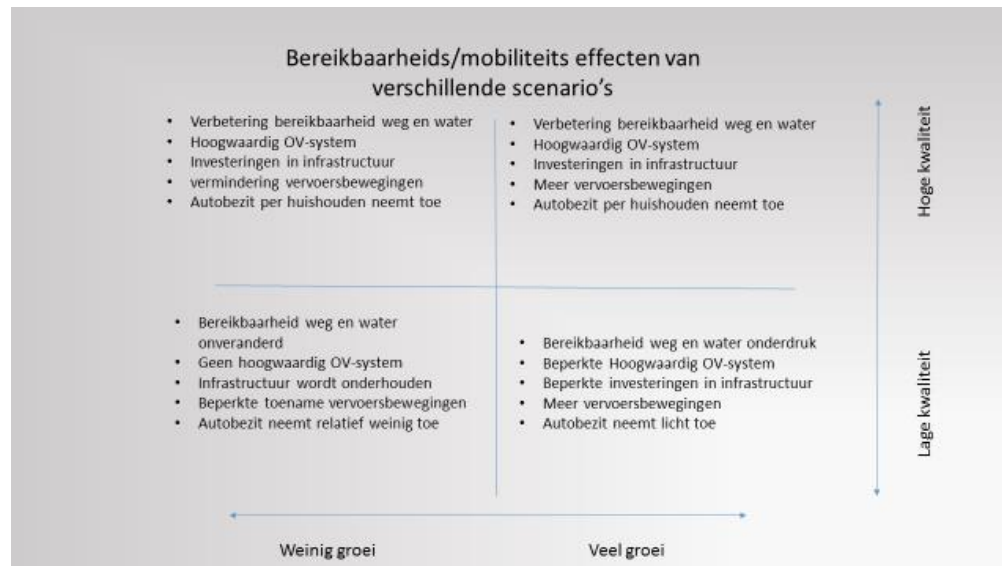 Bereikbaarheids/mobiliteits effecten van
verschillende scenario's
• Verbetering bereikbaarheid weg en water
• Hoogwaardig OV-system
• Investeringen in infrastructuur
• vermindering vervoersbewegingen
• Autobezit per huishouden neemt toe
• Verbetering bereikbaarheid weg en water
• Hoogwaardig OV-system
• Investeringen in infrastructuur
• Meer vervoersbewegingen
• Autobezit per huishouden neemt toe
Hoge kwaliteit
• Bereikbaarheid weg en water
onveranderd
• Geen hoogwaardig OV-system
• Infrastructuur wordt onderhouden
• Beperkte toename vervoersbewegingen
• Autobezit neemt relatief weinig toe
• Bereikbaarheid weg en water onderdruk
• Beperkte Hoogwaardig OV-system
• Beperkte investeringen in infrastructuur
• Meer vervoersbewegingen
• Autobezit neemt licht toe
Lage kwaliteit
Weinig groei
Veel groei